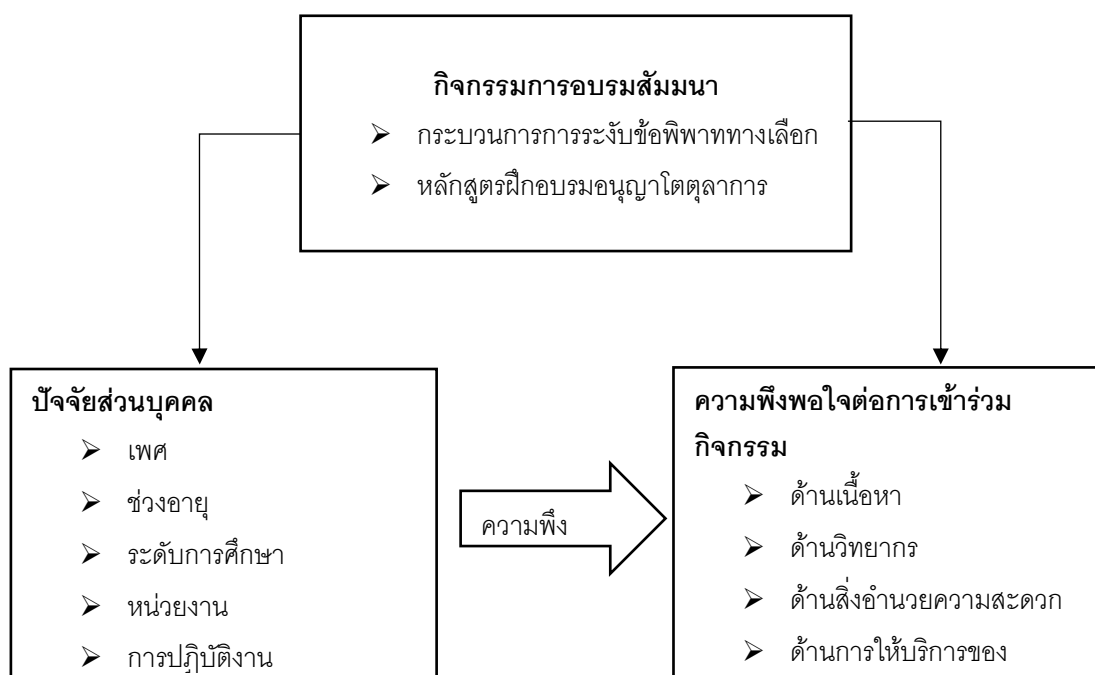 กิจกรรมการอบรมสัมมนา
กระบวนการการระงับข้อพิพาททางเลือก
หลักสูตรฝึกอบรมอนุญาโตตุลาการ
ปัจจัยส่วนบุคคล
เพศ
ช่วงอายุ
ระดับการศึกษา
หน่วยงาน
การปฏิบัติงาน
ความพึง
ความพึงพอใจต่อการเข้าร่วม
กิจกรรม
ด้านเนื้อหา
ด้านวิทยากร
ด้านสิ่งอำนวยความสะดวก
ด้านการให้บริการของ